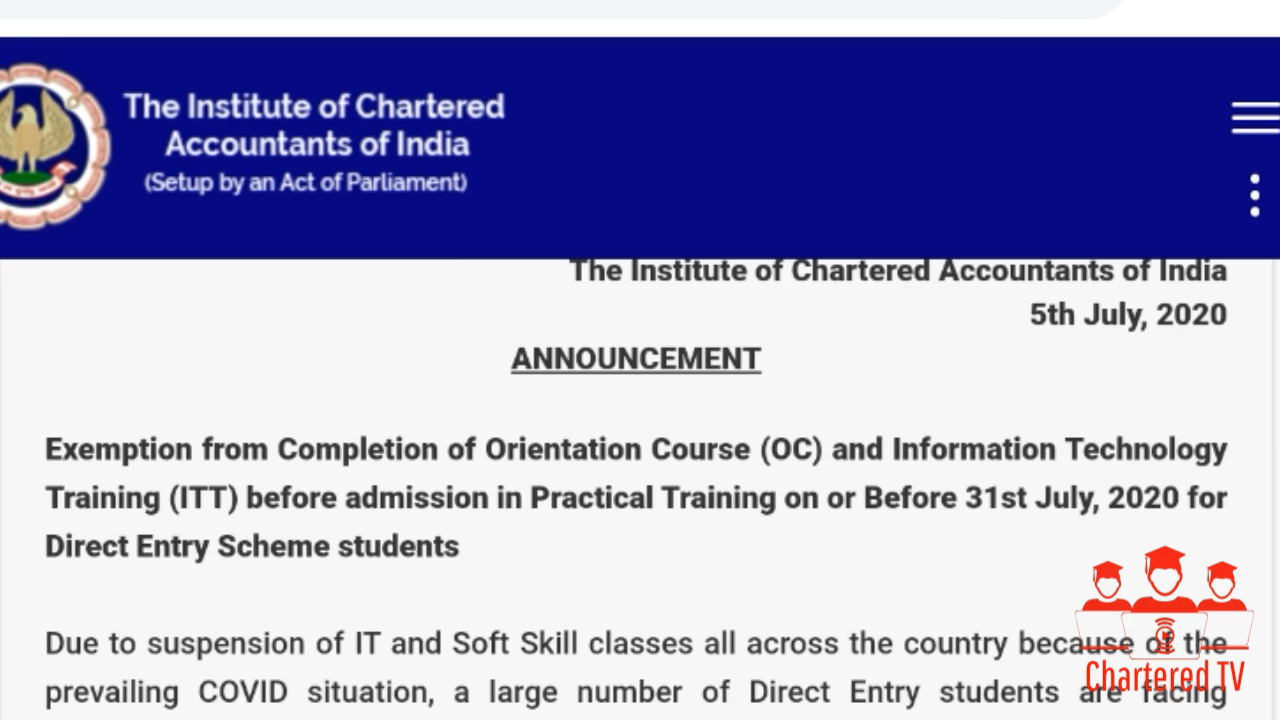 The Institute of Chartered
Accountants of India
(Setup by an Act of Parliament)
The Institute of Chartered Accountants of India
5th July, 2020
ANNOUNCEMENT
Exemption from Completion of Orientation Course (OC) and Information Technology
Training (ITT) before admission in Practical Training on or Before 31st July, 2020 for
Direct Entry Scheme students
Due to suspension of IT and Soft Skill classes all across the country because of the
prevailing COVID situation, a large number of Direct Entry students are facing
Chartered TV